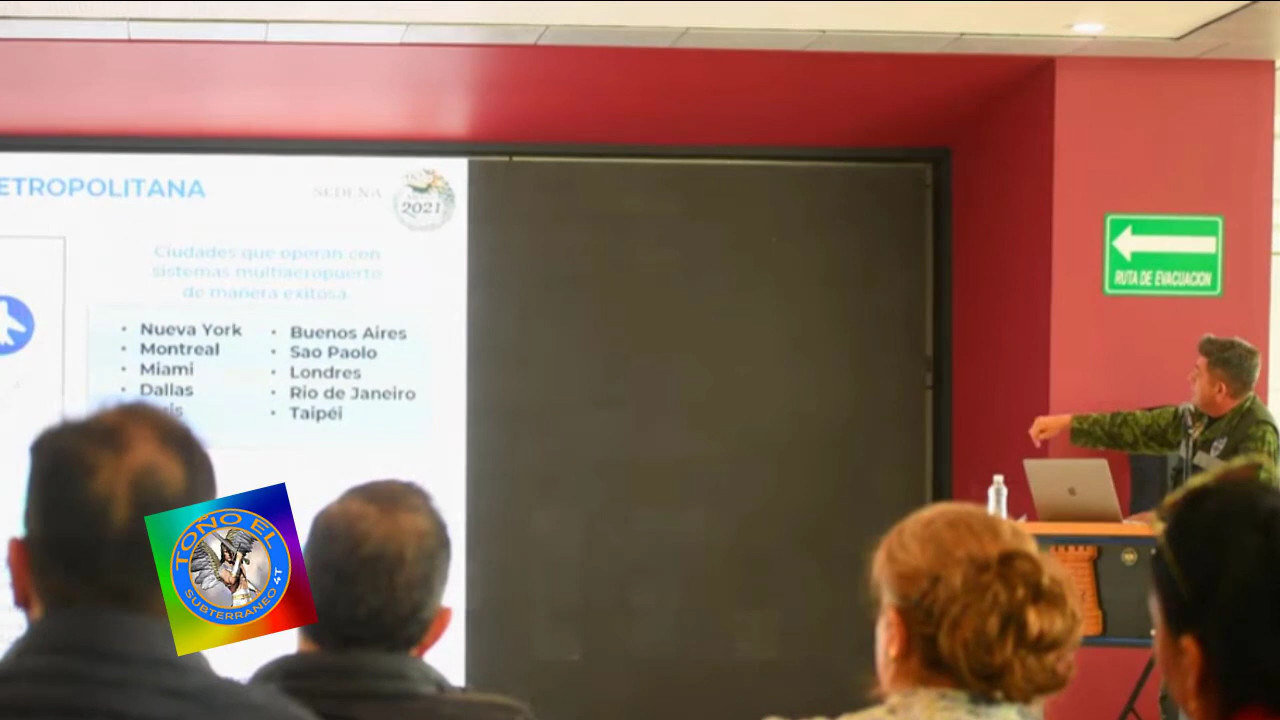 ETROPOLITANA
SEDENA
2021
Ciudades que operan con
sistemas multiaeropuerto
de manera exitosa
• Nueva York
• Montreal
• Miami
• Dallas
• Buenos Aires
• Sao Paolo
• Londres
• Rio de Janeiro
• Taipéi
RUTA DE EVACUACIÓN
TOÑO EL
SUBTERRANEO 4T